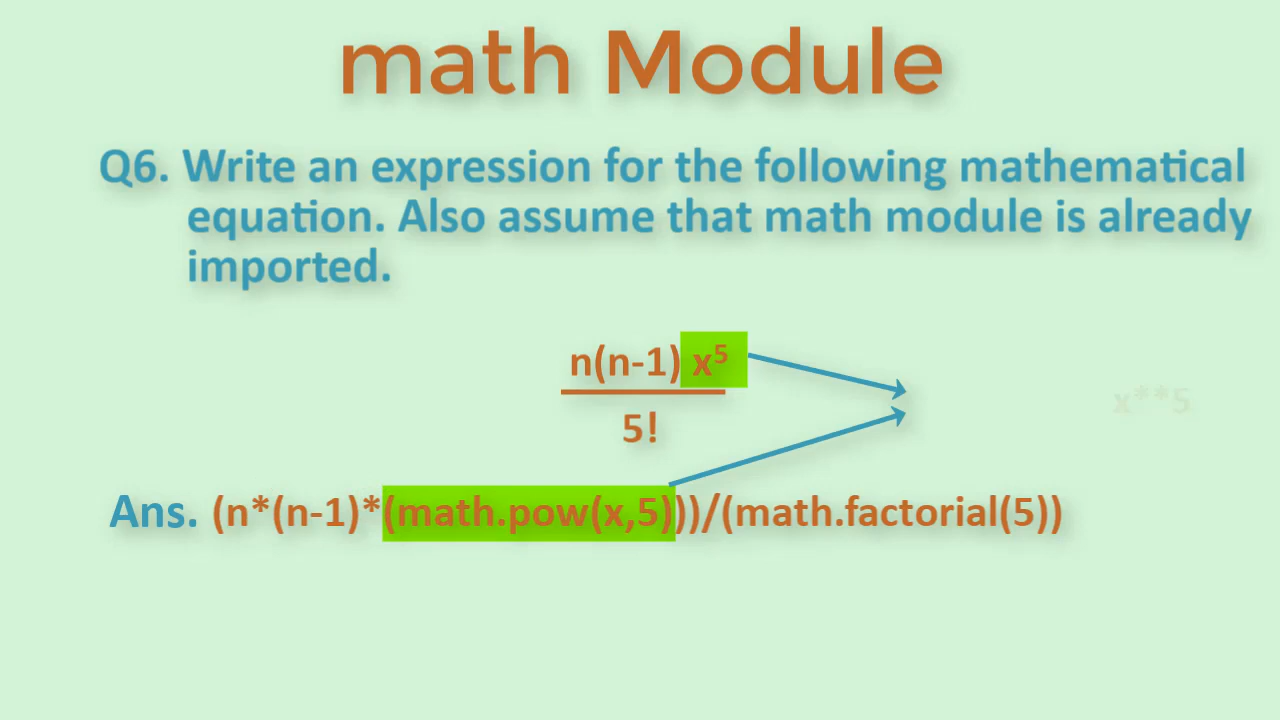 math Module
Q6. Write an expression for the following mathematical
equation. Also assume that math module is already
imported.
n(n-1) x⁵
5!
x**5
Ans. (n*(n-1)*(math.pow(x,5)))/(math.factorial(5))